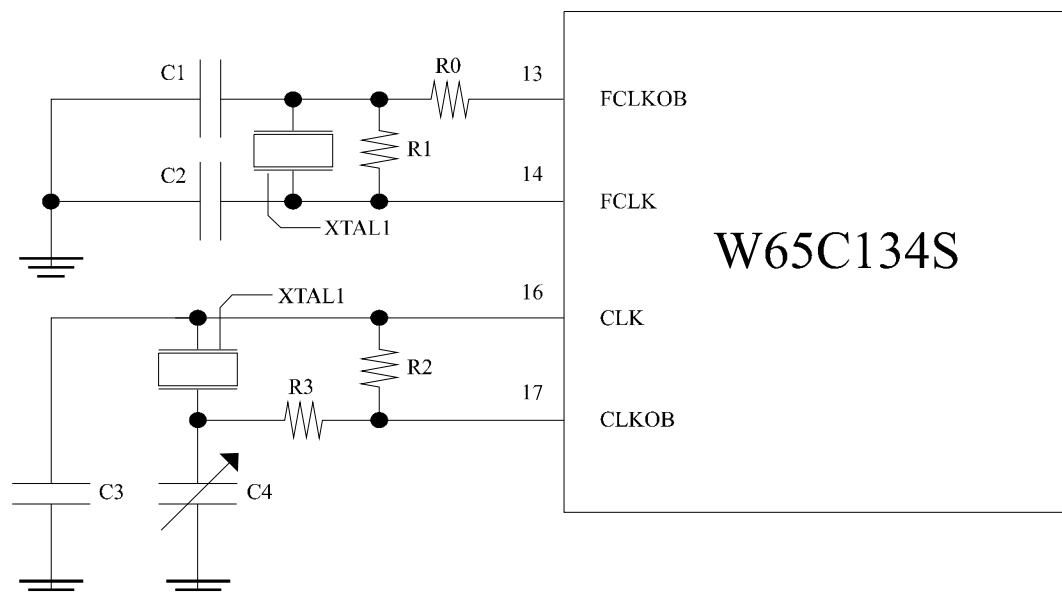 C1
R0
13
FCLKOB
R1
C2
14
FCLK
XTAL1
W65C134S
XTAL1
16
CLK
R2
R3
17
CLKOB
C3
C4